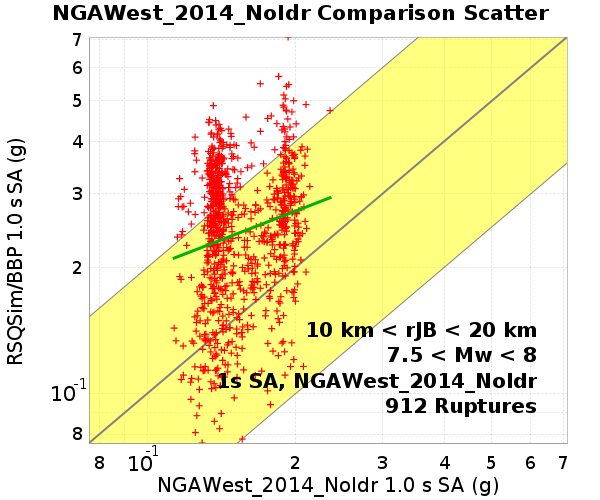 NGAWest_2014_NoIdr Comparison Scatter
RSQSim/BBP 1.0 s SA (g)
7
6
5
4
3
2
10-1
8
10 km < rJB < 20 km
7.5 < Mw < 8
1s SA, NGAWest_2014_NoIdr
912 Ruptures
8 10-1 2 3 4 5 6 7
NGAWest_2014_NoIdr 1.0 s SA (g)